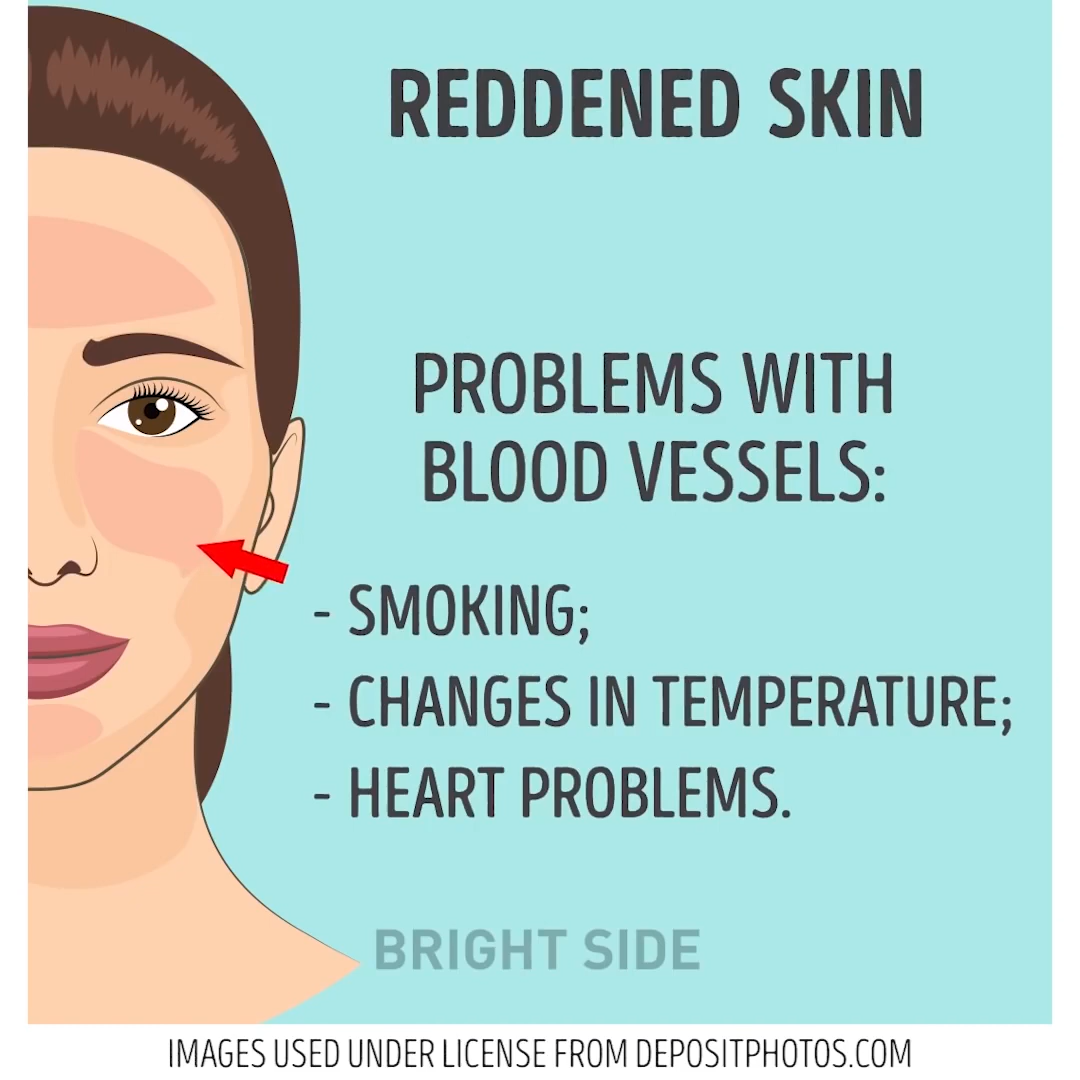 REDDENED SKIN
PROBLEMS WITH
BLOOD VESSELS:
- SMOKING;
- CHANGES IN TEMPERATURE;
- HEART PROBLEMS.
BRIGHT SIDE
IMAGES USED UNDER LICENSE FROM DEPOSITPHOTOS.COM